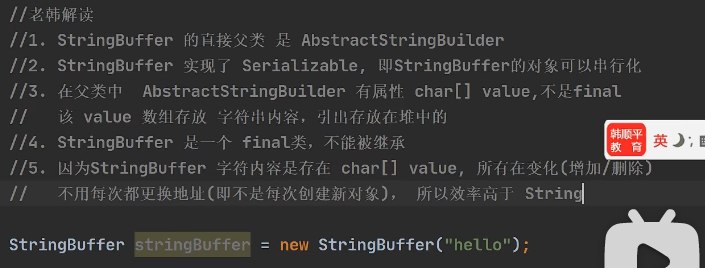 //老韩解读
//1. StringBuffer 的直接父类 是 AbstractStringBuilder
//2. StringBuffer 实现了 Serializable, 即StringBuffer的对象可以串行化
//3. 在父类中  AbstractStringBuilder 有属性 char[] value,不是final
//   该 value 数组存放 字符串内容，引出存放在堆中的
//4. StringBuffer 是一个 final类，不能被继承
//5. 因为StringBuffer 字符内容是存在 char[] value, 所有在变化(增加/删除)
//   不用每次都更换地址(即不是每次创建新对象)， 所以效率高于 String
StringBuffer stringBuffer = new StringBuffer("hello");
韩顺平
教 育
英